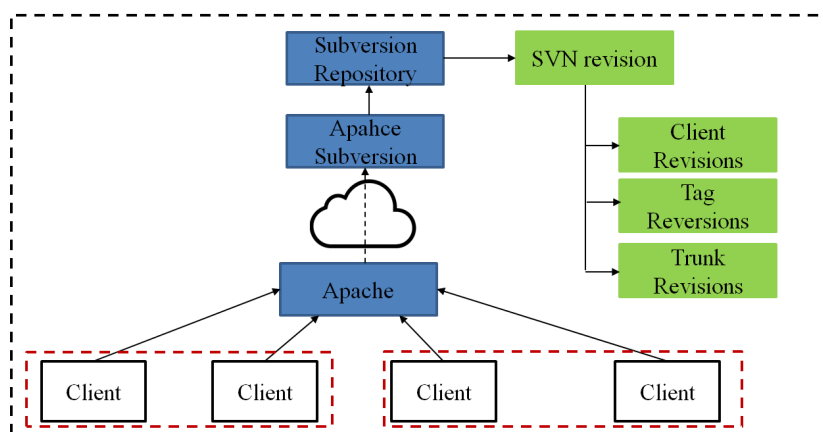 Subversion
Repository
SVN revision
Apahce
Subversion
Client
Revisions
Tag
Reversions
Trunk
Revisions
Apache
Client
Client
Client
Client